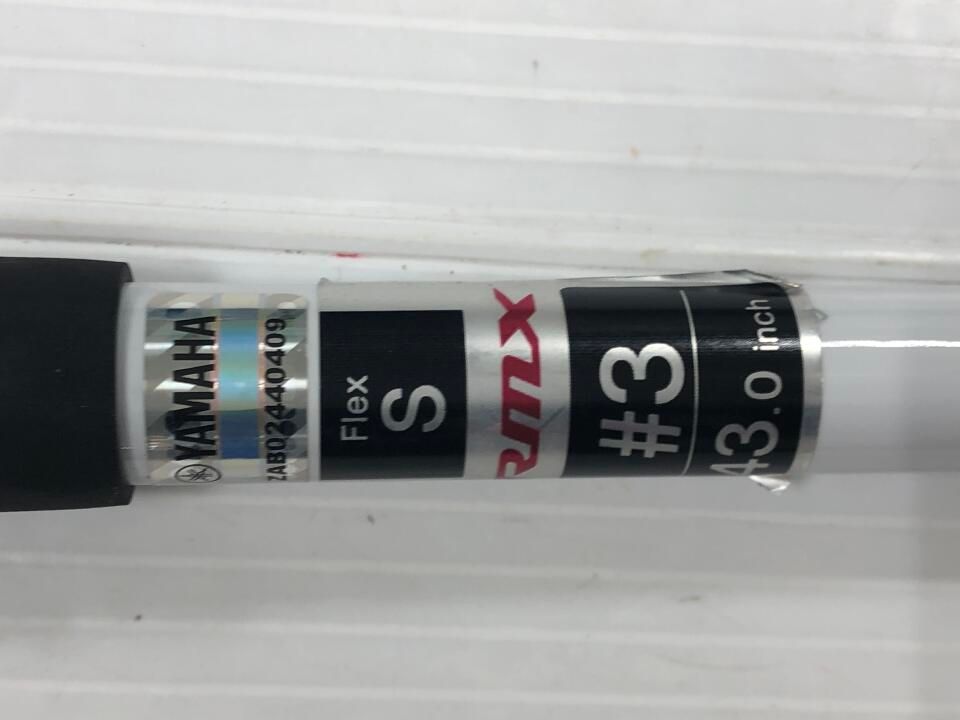 YAMAHA
ZAB02440409
Flex
S
RMX
#3
43.0 inch